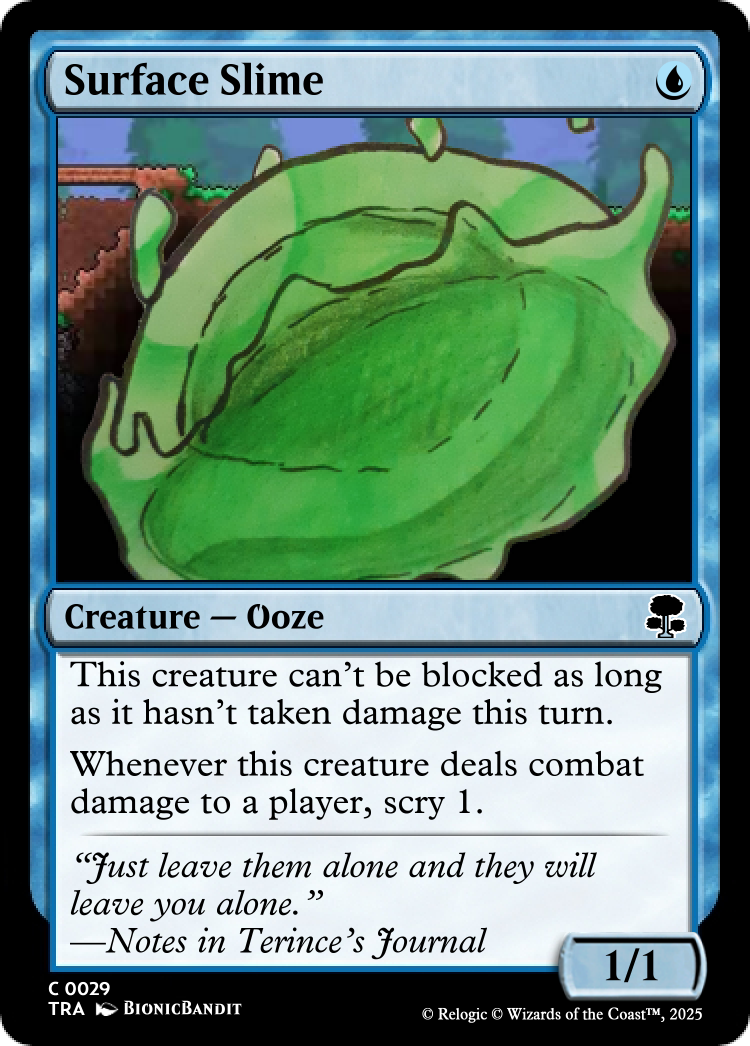 Surface Slime
Creature — Ooze
This creature can't be blocked as long
as it hasn't taken damage this turn.
Whenever this creature deals combat
damage to a player, scry 1.
“Just leave them alone and they will
leave you alone.”
—Notes in Terince's Journal
1/1
C 0029
TRA BionicBandit
© Relogic © Wizards of the Coast™, 2025